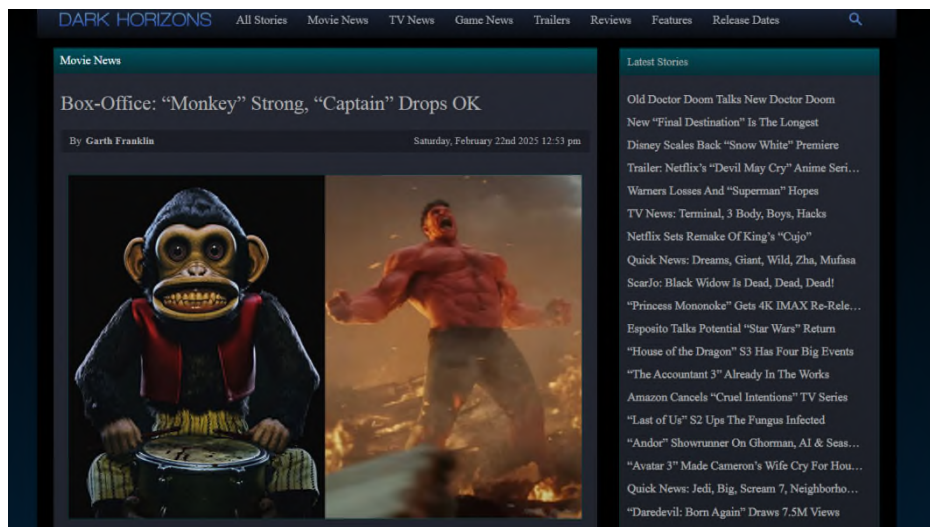 DARK HORIZONS
All Stories Movie News TV News Game News Trailers Reviews Features Release Dates
Movie News
Box-Office: “Monkey” Strong, “Captain” Drops OK
By Garth Franklin
Saturday, February 22nd 2025 12:53 pm
Latest Stories
Old Doctor Doom Talks New Doctor Doom
New “Final Destination” Is The Longest
Disney Scales Back “Snow White” Premiere
Trailer: Netflix’s “Devil May Cry” Anime Seri…
Warners Losses And “Superman” Hopes
TV News: Terminal, 3 Body, Boys, Hacks
Netflix Sets Remake Of King’s “Cujo”
Quick News: Dreams, Giant, Wild, Zha, Mufasa
ScarJo: Black Widow Is Dead, Dead, Dead!
“Princess Mononoke” Gets 4K IMAX Re-Rele…
Esposito Talks Potential “Star Wars” Return
“House of the Dragon” S3 Has Four Big Events
“The Accountant 3” Already In The Works
Amazon Cancels “Cruel Intentions” TV Series
“Last of Us” S2 Ups The Fungus Infected
“Andor” Showrunner On Ghorman, AI & Seas…
“Avatar 3” Made Cameron’s Wife Cry For Hou…
Quick News: Jedi, Big, Scream 7, Neighborho…
“Daredevil: Born Again” Draws 7.5M Views